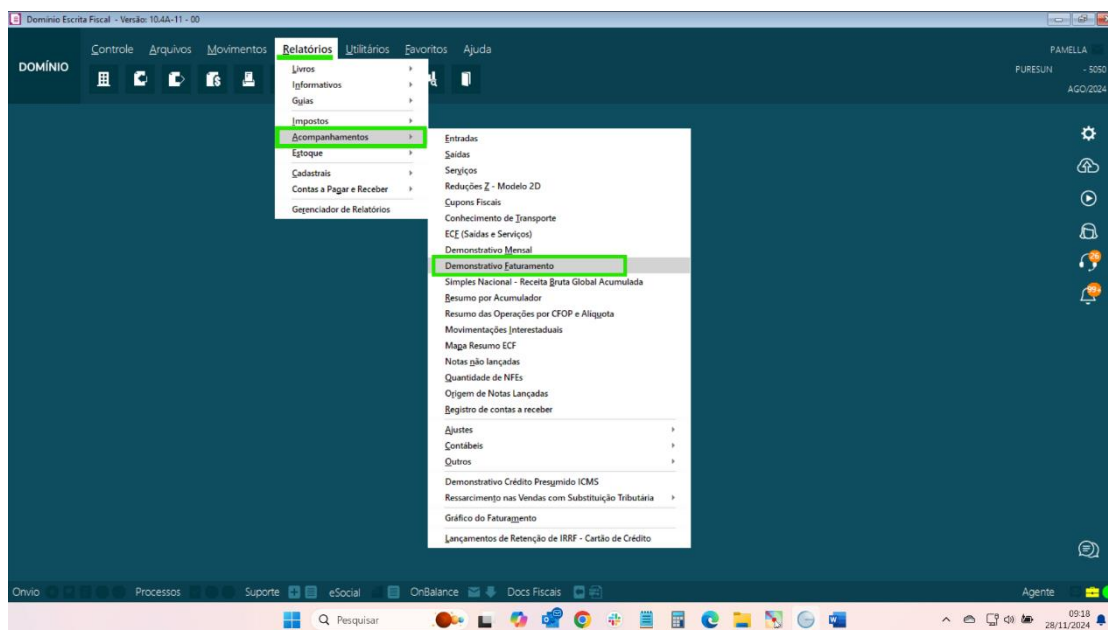 Domínio Escrita Fiscal - Versão: 10.4A-11 - 00
DOMÍNIO
Controle Arquivos Movimentos Relatórios Utilitários Favoritos Ajuda
PAMELLA
PURESUN - 5050
AGO/2024
Livros
Informativos
Guias
Impostos
Acompanhamentos
Estoque
Cadastrais
Contas a Pagar e Receber
Gerenciador de Relatórios
Entradas
Saídas
Serviços
Reduções Z - Modelo 2D
Cupons Fiscais
Conhecimento de Transporte
ECF (Saídas e Serviços)
Demonstrativo Mensal
Demonstrativo Faturamento
Simples Nacional - Receita Bruta Global Acumulada
Resumo por Acumulador
Resumo das Operações por CFOP e Alíquota
Movimentações Interestaduais
Mapa Resumo ECF
Notas não lançadas
Quantidade de NFEs
Origem de Notas Lançadas
Registro de contas a receber
Ajustes
Contábeis
Outros
Demonstrativo Crédito Presumido ICMS
Ressarcimento nas Vendas com Substituição Tributária
Gráfico do Faturamento
Lançamentos de Retenção de IRRF - Cartão de Crédito
99+
Onvio Processos Suporte eSocial OnBalance Docs Fiscais Agente
Pesquisar
09:18
28/11/2024